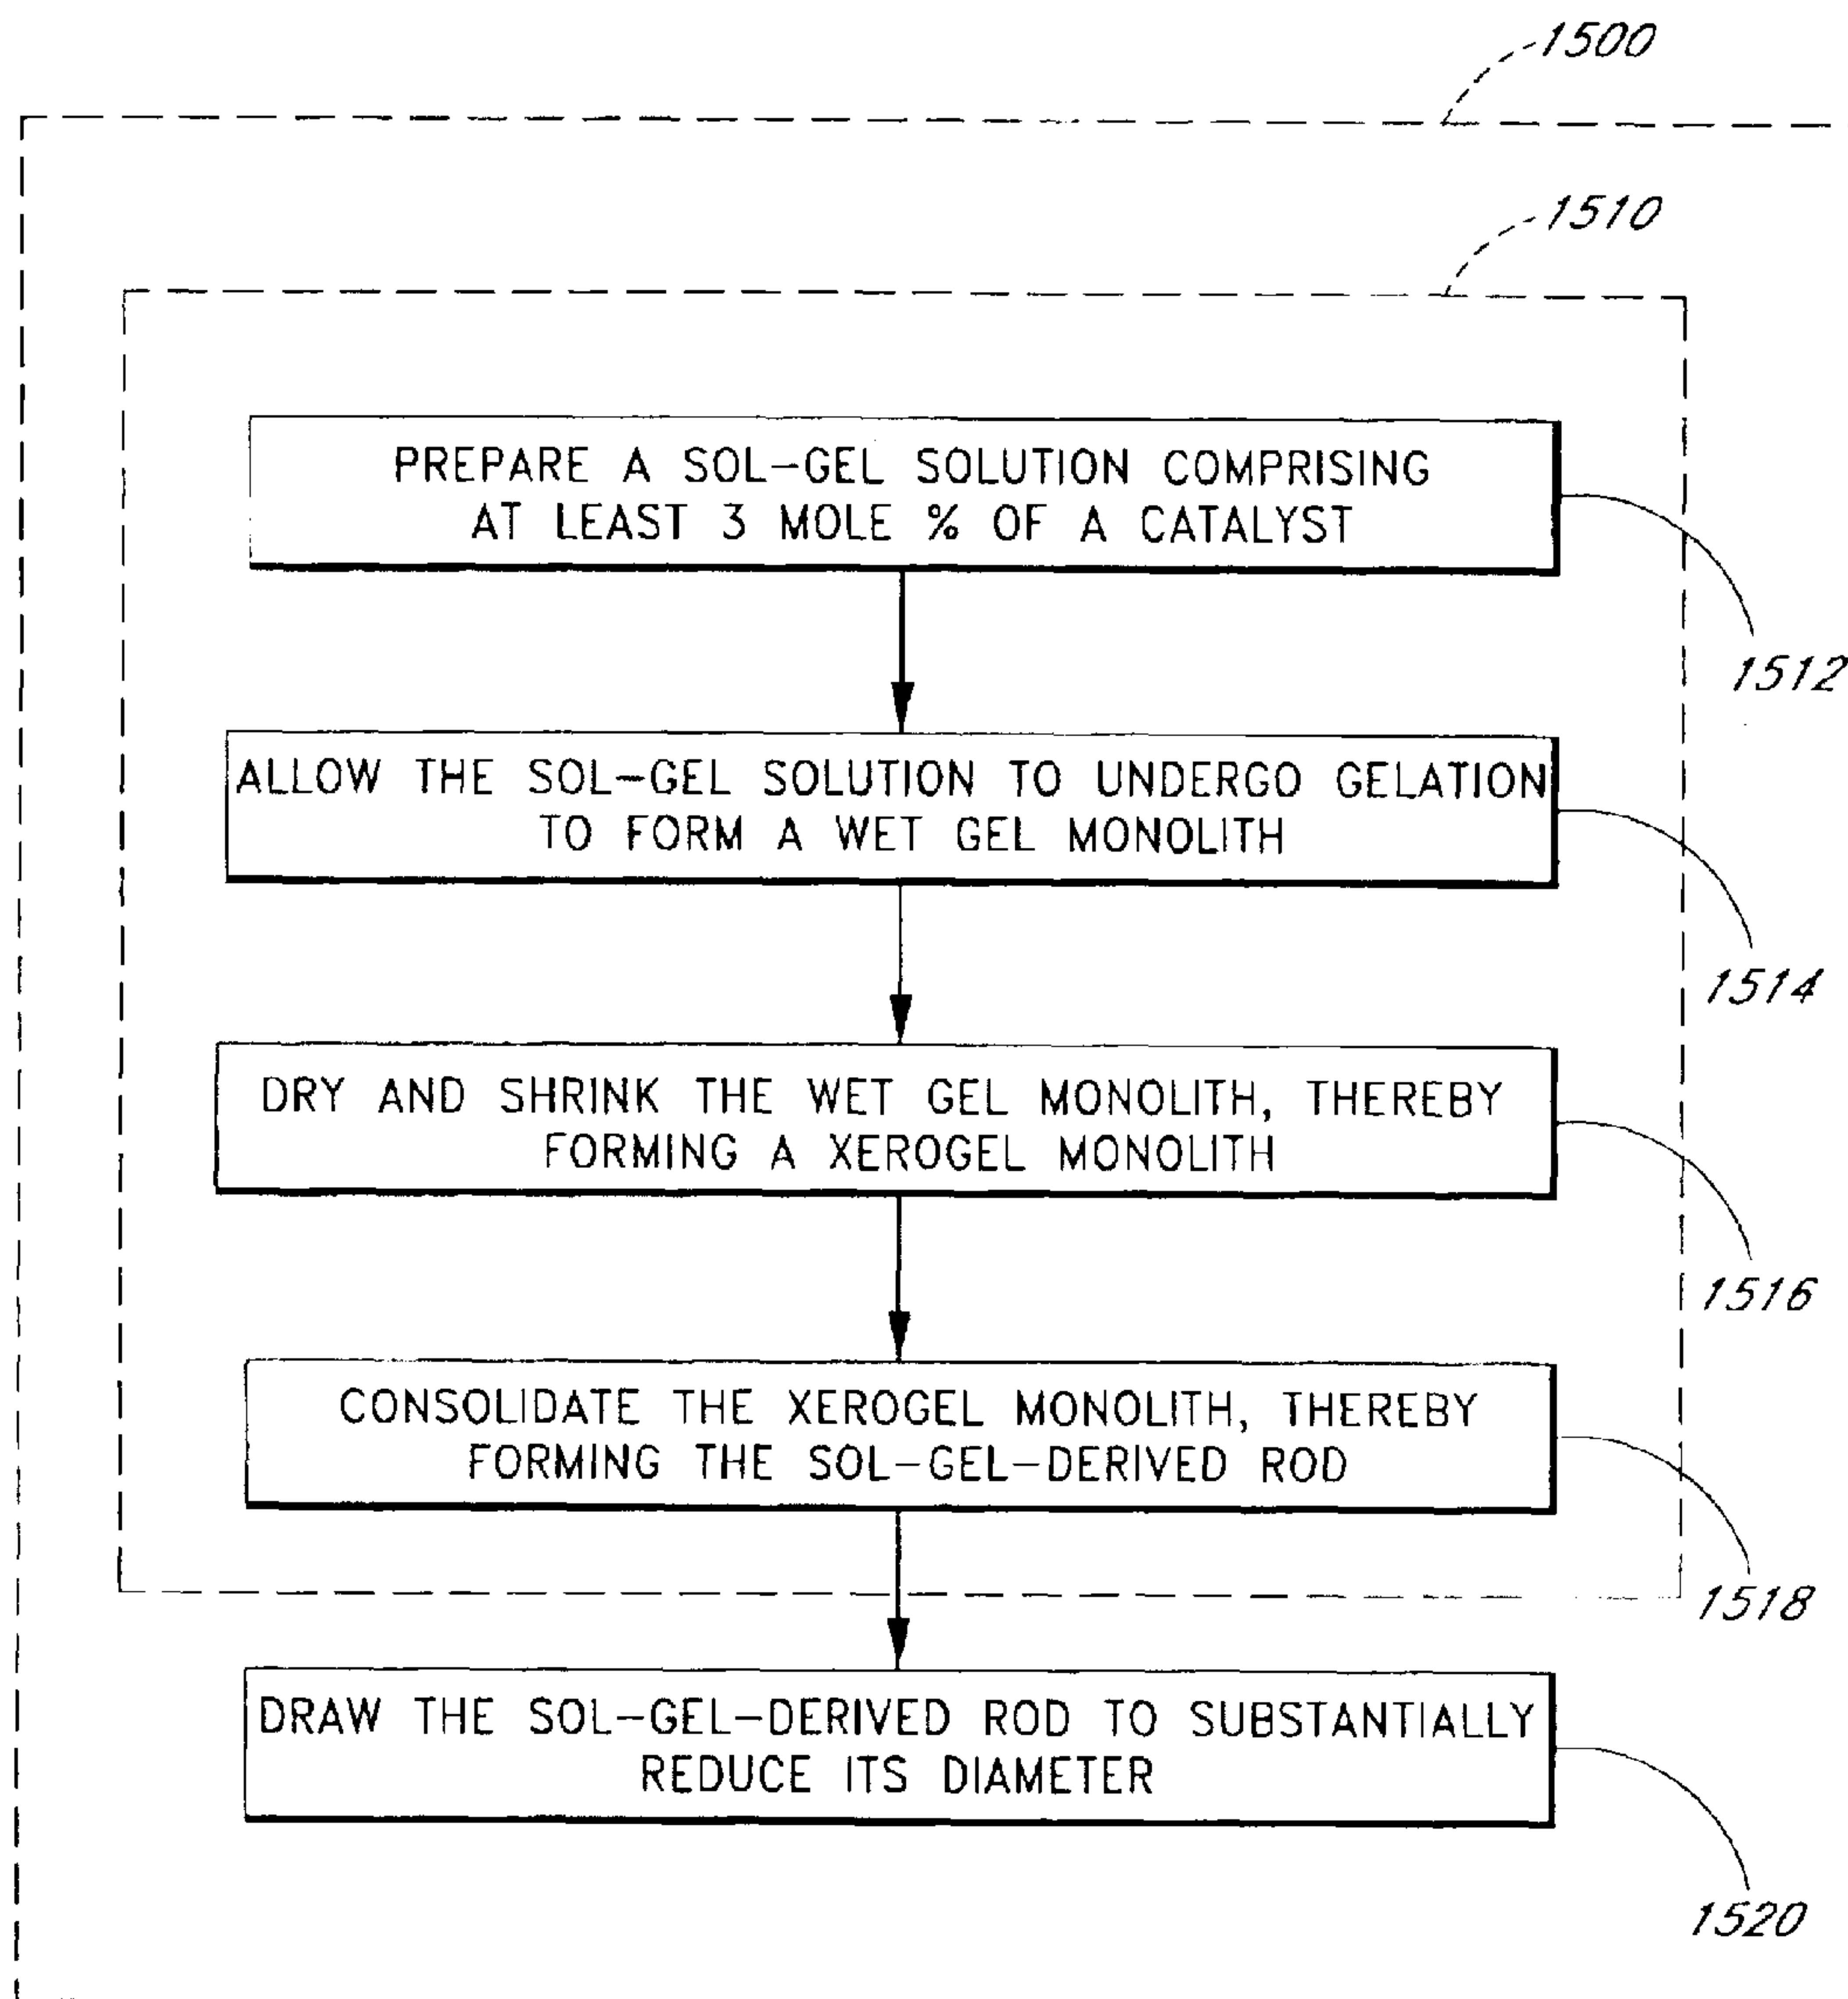 1500
1510
PREPARE A SOL-GEL SOLUTION COMPRISING
AT LEAST 3 MOLE % OF A CATALYST
1512
ALLOW THE SOL-GEL SOLUTION TO UNDERGO GELATION
TO FORM A WET GEL MONOLITH
1514
DRY AND SHRINK THE WET GEL MONOLITH, THEREBY
FORMING A XEROGEL MONOLITH
1516
CONSOLIDATE THE XEROGEL MONOLITH, THEREBY
FORMING THE SOL-GEL-DERIVED ROD
1518
DRAW THE SOL-GEL-DERIVED ROD TO SUBSTANTIALLY
REDUCE ITS DIAMETER
1520